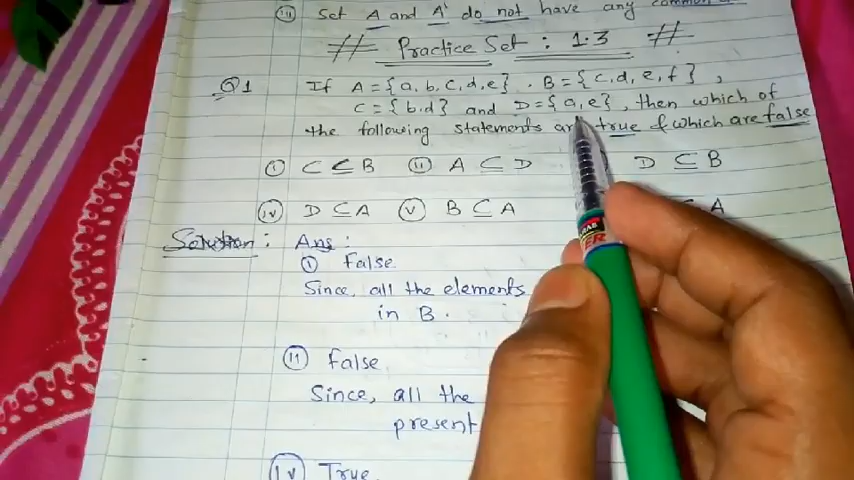 (iii) Set A and A' do not have any common
// Practice Set : 1.3 //
Q1 If A = {a, b, c, d, e} . B = {c, d, e, f} ,
C = {b, d} and D = {a, e} , then which of
the following statements are true & which are false
(i) C ⊆ B (ii) A ⊆ D D ⊆ B
(iv) D ⊆ A (v) B ⊆ A ⊆ A
Solution : Ans :
(i) False
Since, all the elements
in B.
(ii) false
Since, all the
present
(iv) True